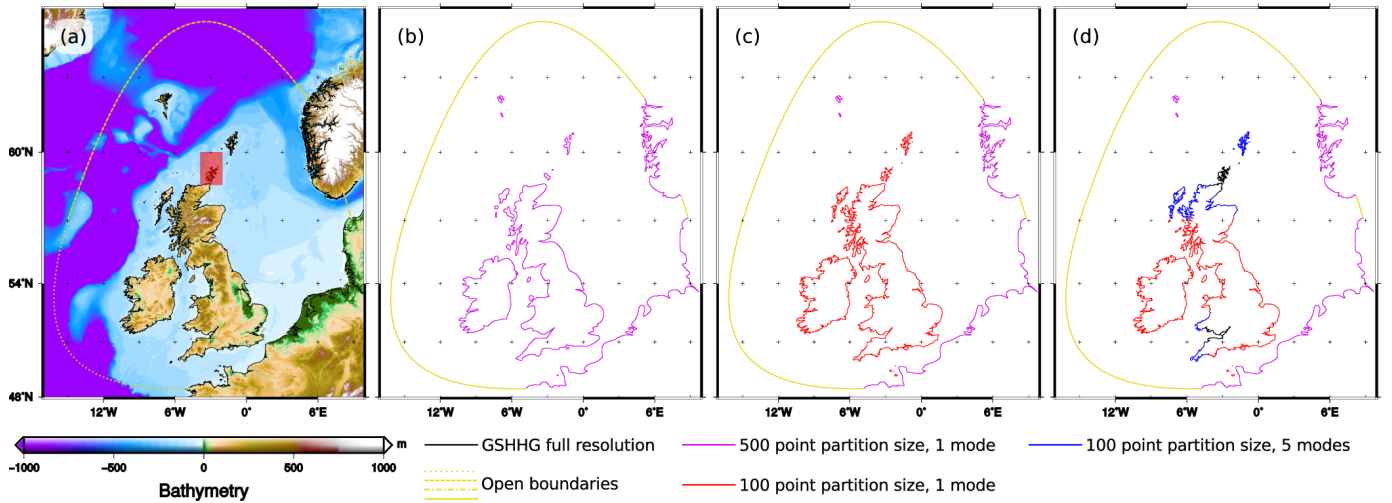 (a) (b) (c) (d)
60°N
54°N
48°N
12°W 6°W 0° 6°E 12°W 6°W 0° 6°E 12°W 6°W 0° 6°E 12°W 6°W 0° 6°E
m
−1000 −500 0 500 1000
Bathymetry
GSHHG full resolution 500 point partition size, 1 mode 100 point partition size, 5 modes
Open boundaries 100 point partition size, 1 mode